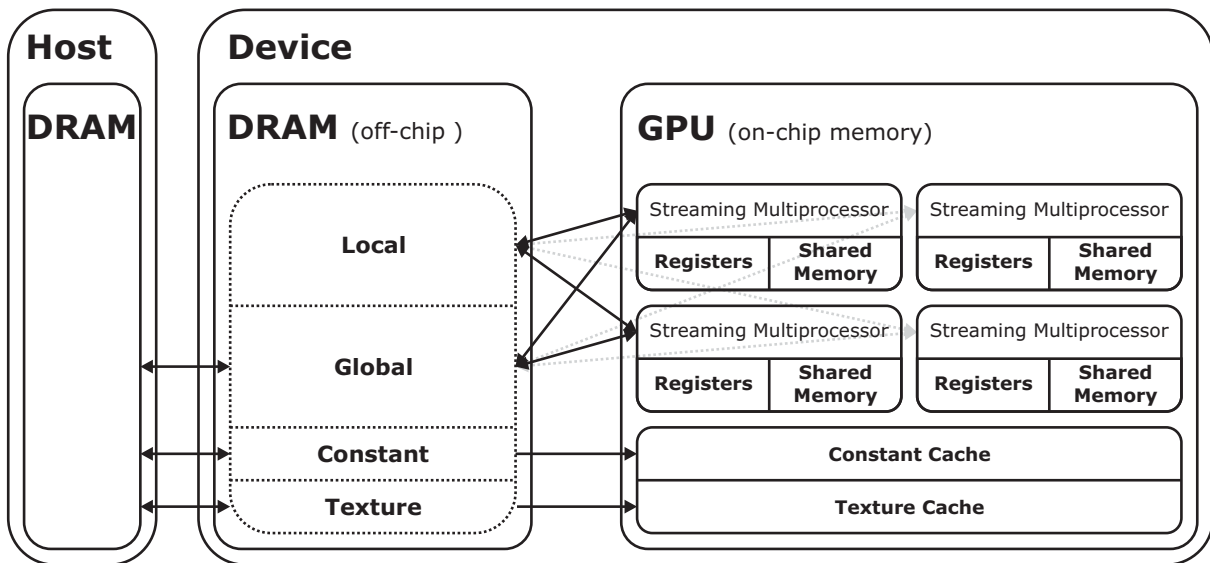 Host
Device
DRAM
DRAM (off-chip )
GPU (on-chip memory)
Local
Global
Constant
Texture
Streaming Multiprocessor
Registers
Shared
Memory
Streaming Multiprocessor
Registers
Shared
Memory
Streaming Multiprocessor
Registers
Shared
Memory
Streaming Multiprocessor
Registers
Shared
Memory
Constant Cache
Texture Cache